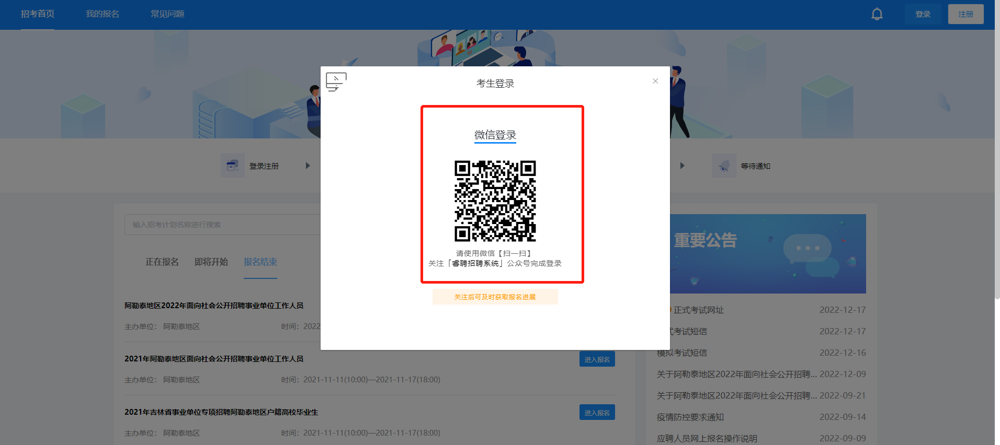 招考首页
我的报名
常见问题
登录
注册
考生登录
微信登录
请使用微信【扫一扫】
关注「睿聘招聘系统」公众号完成登录
关注后可及时获取报名进展
登录注册
等待通知
输入招考计划名称进行搜索
正在报名
即将开始
报名结束
阿勒泰地区2022年面向社会公开招聘事业单位工作人员
主办单位： 阿勒泰地区
时间：2022
2021年阿勒泰地区面向社会公开招聘事业单位工作人员
进入报名
主办单位： 阿勒泰地区
时间：2021-11-11(10:00)—2021-11-17(18:00)
2021年吉林省事业单位专项招聘阿勒泰地区户籍高校毕业生
进入报名
主办单位： 阿勒泰地区
时间：2021-11-11(10:00)—2021-11-17(18:00)
重要公告
正式考试网址 2022-12-17
式考试短信 2022-12-17
模拟考试短信 2022-12-16
关于阿勒泰地区2022年面向社会公开招聘... 2022-12-09
关于阿勒泰地区2022年面向社会公开招聘... 2022-09-21
疫情防控要求通知 2022-09-14
应聘人员网上报名操作说明 2022-09-09